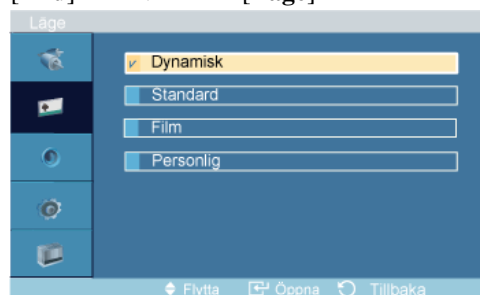 Läge
Dynamisk
Standard
Film
Personlig
Flytta Öppna Tillbaka